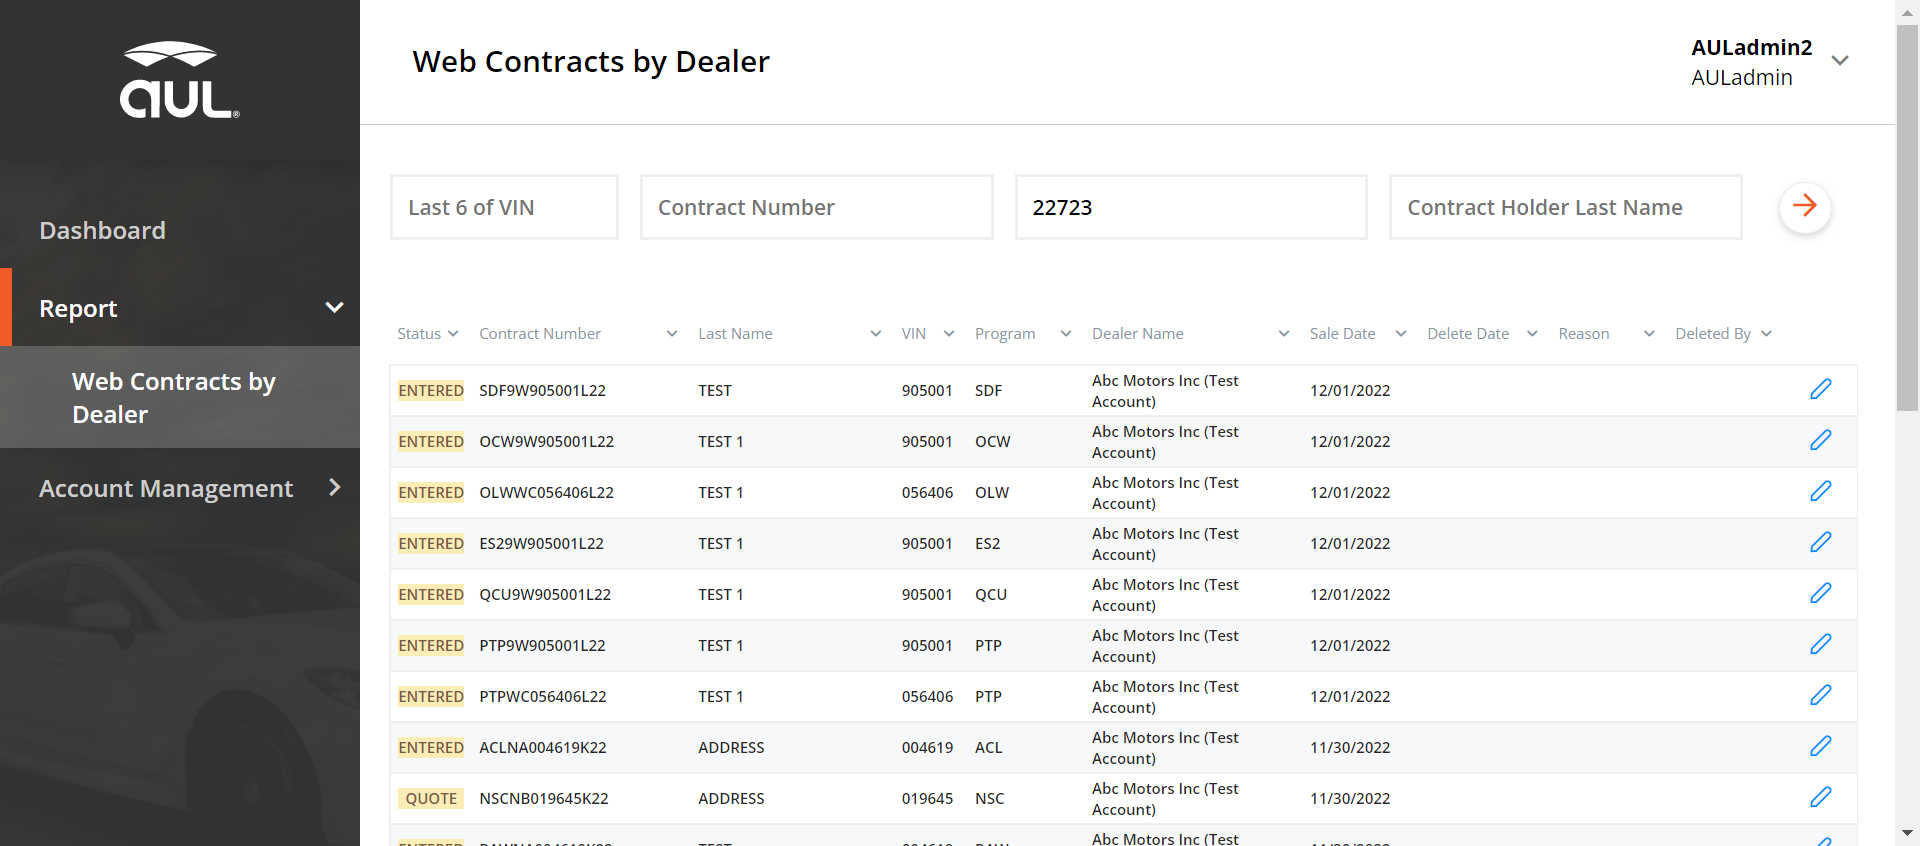 aUL®
Dashboard
Report
Web Contracts by
Dealer
Account Management
Web Contracts by Dealer
AULadmin2
AULadmin
Last 6 of VIN
Contract Number
22723
Contract Holder Last Name
Status Contract Number Last Name VIN Program Dealer Name Sale Date Delete Date Reason Deleted By
ENTERED SDF9W905001L22 TEST 905001 SDF Abc Motors Inc (Test
Account) 12/01/2022
ENTERED OCW9W905001L22 TEST 1 905001 OCW Abc Motors Inc (Test
Account) 12/01/2022
ENTERED OLWWC056406L22 TEST 1 056406 OLW Abc Motors Inc (Test
Account) 12/01/2022
ENTERED ES29W905001L22 TEST 1 905001 ES2 Abc Motors Inc (Test
Account) 12/01/2022
ENTERED QCU9W905001L22 TEST 1 905001 QCU Abc Motors Inc (Test
Account) 12/01/2022
ENTERED PTP9W905001L22 TEST 1 905001 PTP Abc Motors Inc (Test
Account) 12/01/2022
ENTERED PTPWC056406L22 TEST 1 056406 PTP Abc Motors Inc (Test
Account) 12/01/2022
ENTERED ACLNA004619K22 ADDRESS 004619 ACL Abc Motors Inc (Test
Account) 11/30/2022
QUOTE NSCNB019645K22 ADDRESS 019645 NSC Abc Motors Inc (Test
Account) 11/30/2022
Abc Motors Inc (Test